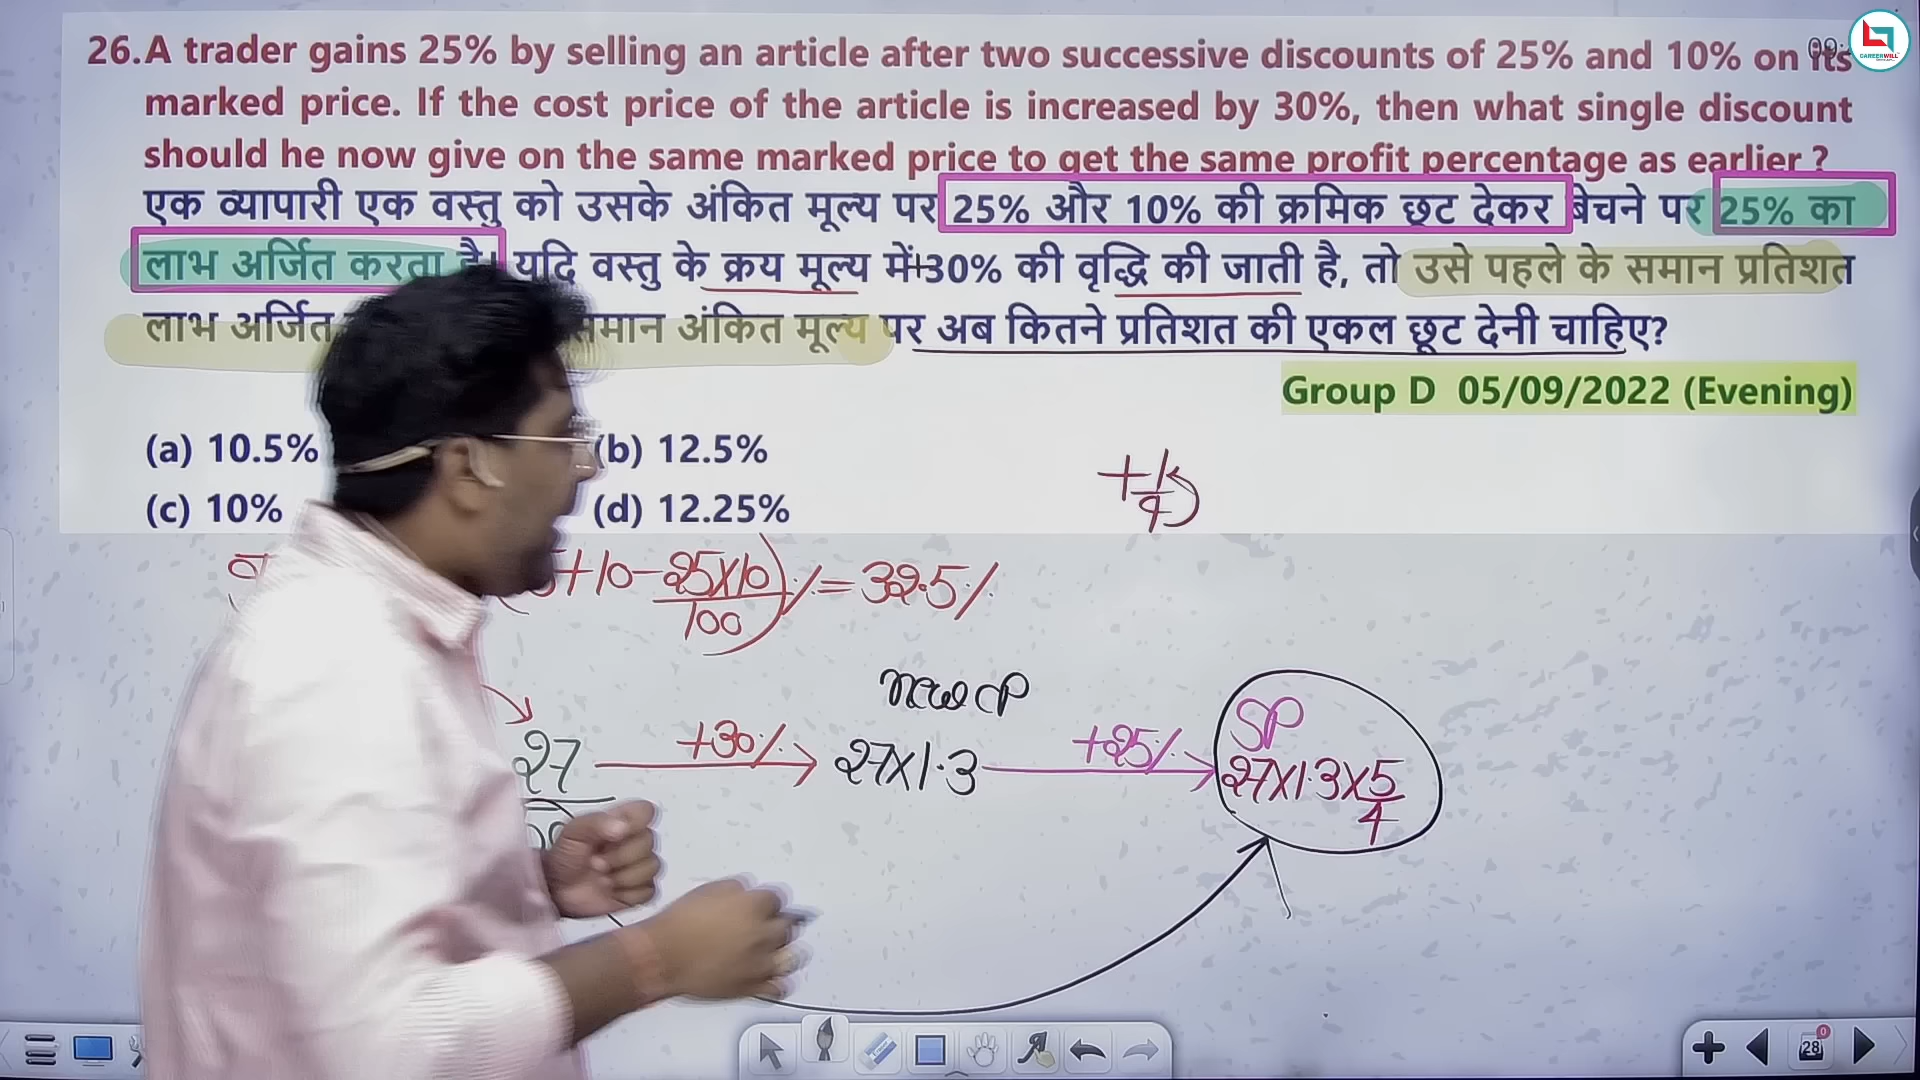 26. A trader gains 25% by selling an article after two successive discounts of 25% and 10% on its
marked price. If the cost price of the article is increased by 30%, then what single discount
should he now give on the same marked price to get the same profit percentage as earlier ?
एक व्यापारी एक वस्तु को उसके अंकित मूल्य पर 25% और 10% की क्रमिक छूट देकर बेचने पर 25% का
लाभ अर्जित करता है। यदि वस्तु के क्रय मूल्य में +30% की वृद्धि की जाती है, तो उसे पहले के समान प्रतिशत
लाभ अर्जित समान अंकित मूल्य पर अब कितने प्रतिशत की एकल छूट देनी चाहिए?
Group D 05/09/2022 (Evening)
(a) 10.5% (b) 12.5%
(c) 10% (d) 12.25%
+1/4
+10-25×10/100)%=32.5%
new CP
SP
27 +30% 27×1.3 +25% 27×1.3×5/4
CAREERWILL
28
0